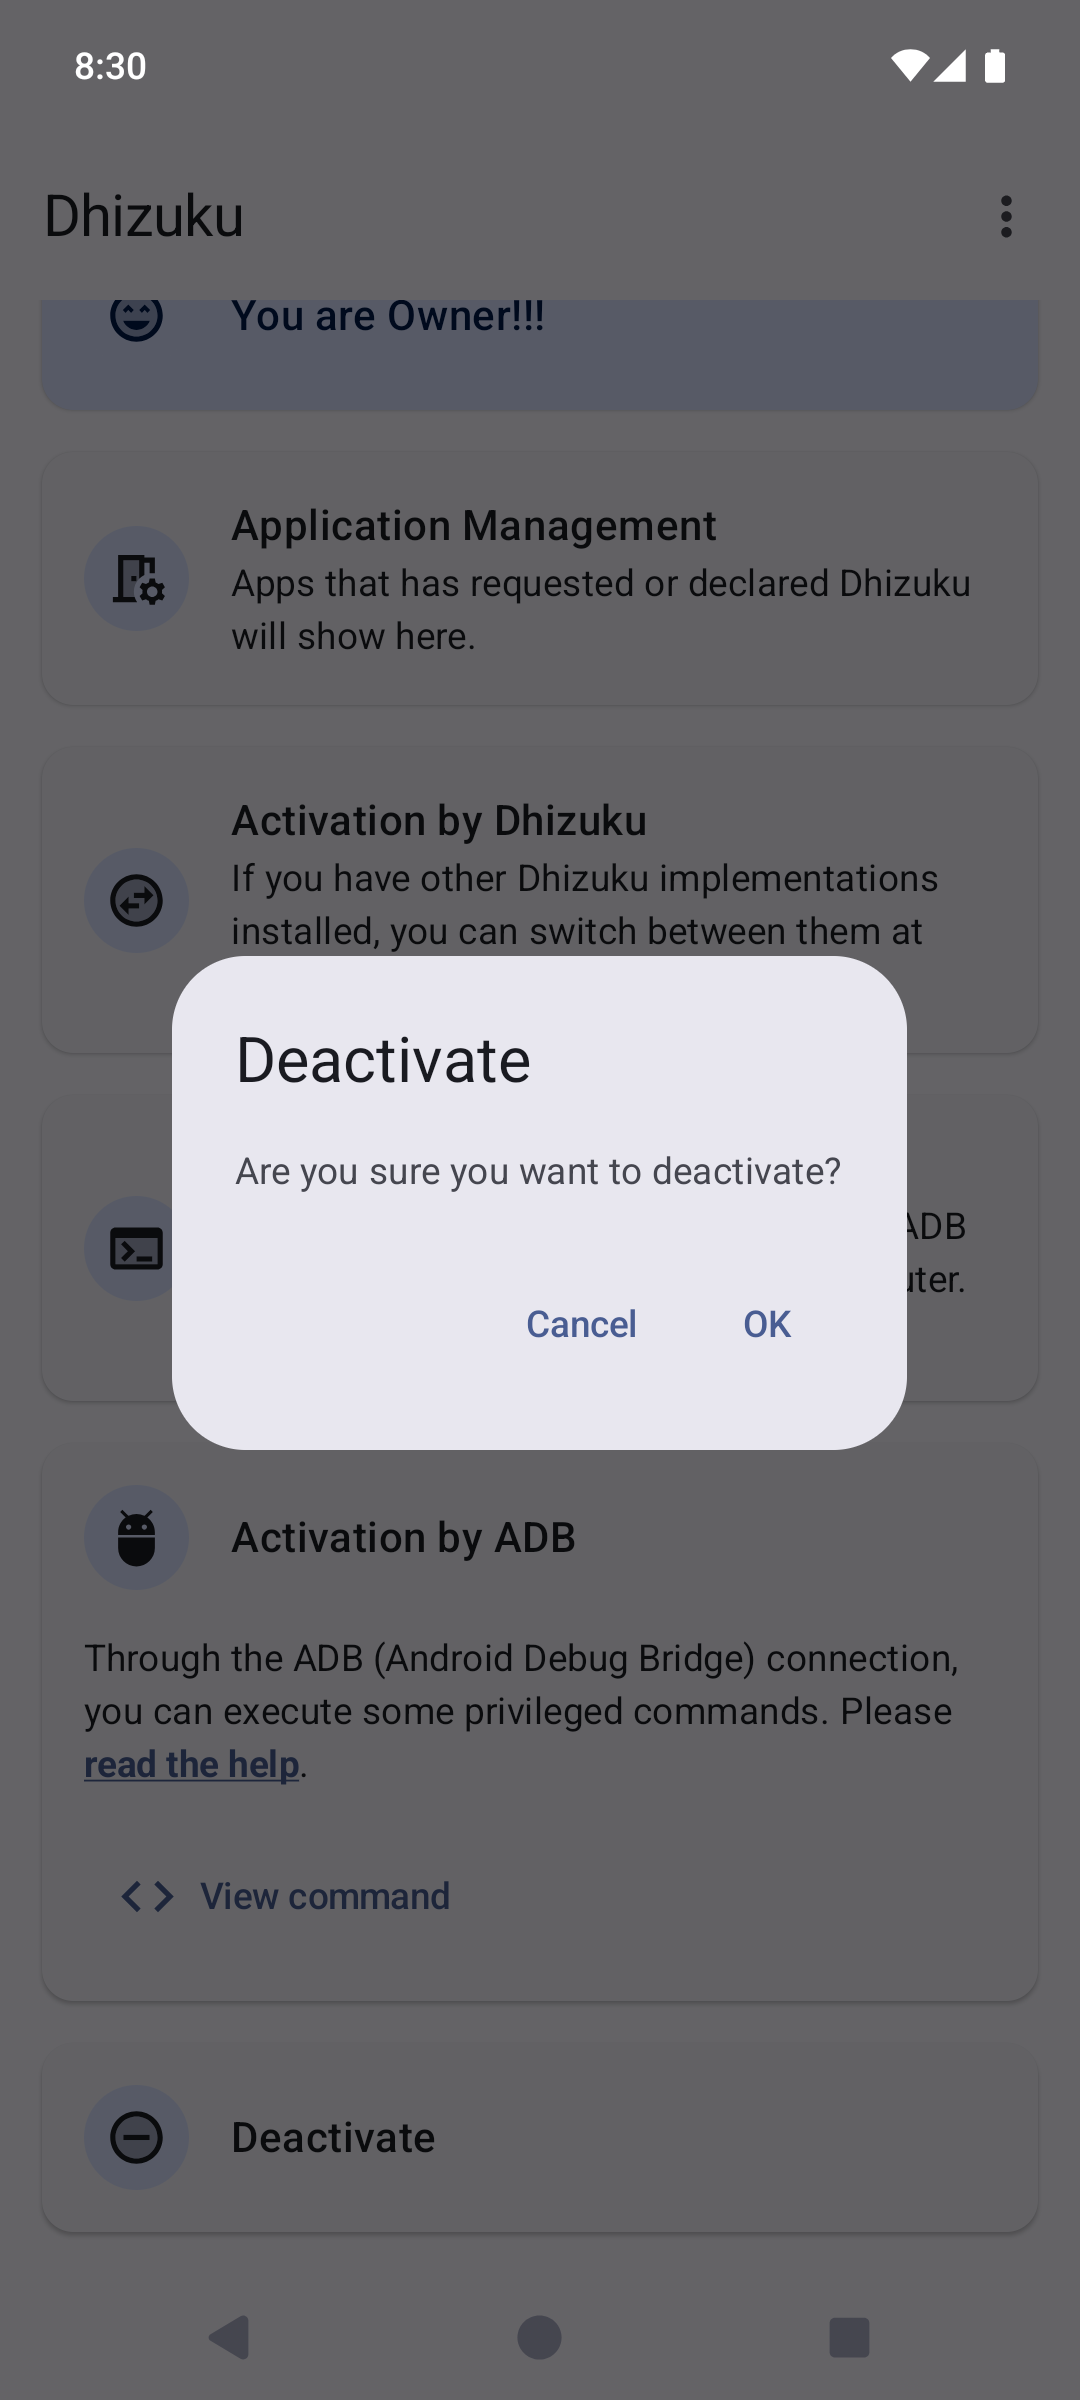 8:30
Dhizuku
You are Owner!!!
Application Management
Apps that has requested or declared Dhizuku
will show here.
Activation by Dhizuku
If you have other Dhizuku implementations
installed, you can switch between them at
Deactivate
Are you sure you want to deactivate?
ADB
Cancel
OK
Activation by ADB
Through the ADB (Android Debug Bridge) connection,
you can execute some privileged commands. Please
read the help.
View command
Deactivate